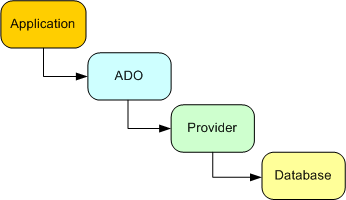 Application
ADO
Provider
Database